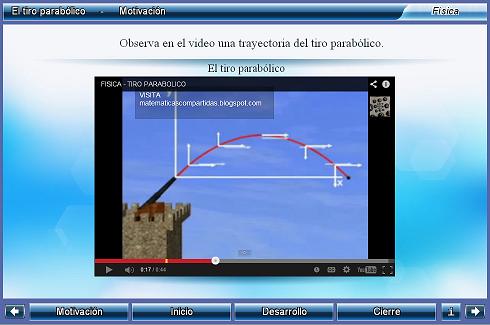 El tiro parabólico - Motivación
Física
Observa en el video una trayectoria del tiro parabólico.
El tiro parabólico
FISICA - TIRO PARABOLICO
VISITA
matematicascompartidas.blogspot.com
x
0:17 / 0:44
YouTube
Motivación
Inicio
Desarrollo
Cierre
i